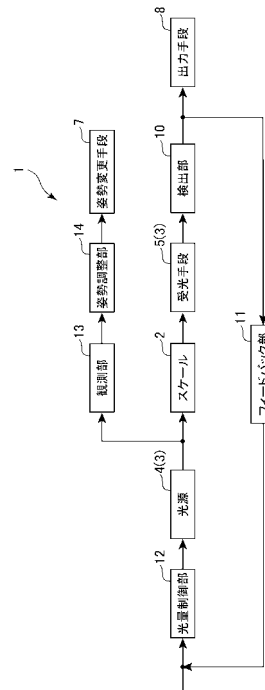 1
12
光量制御部
4(3)
光源
2
スケール
5(3)
受光手段
10
検出部
8
出力手段
13
観測部
14
姿勢調整部
7
姿勢変更手段
11
フィードバック部